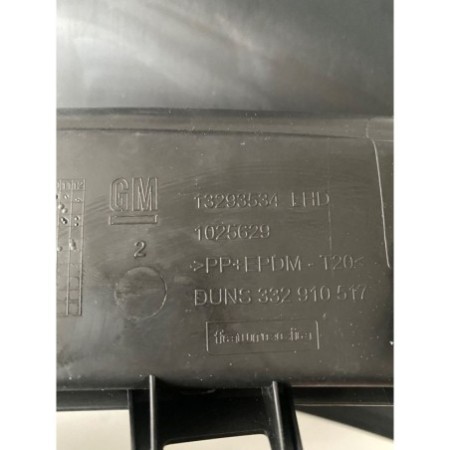 GM
2
13293534 LHD
1025629
>PP+EPDM - T20<
DUNS 332 910 517